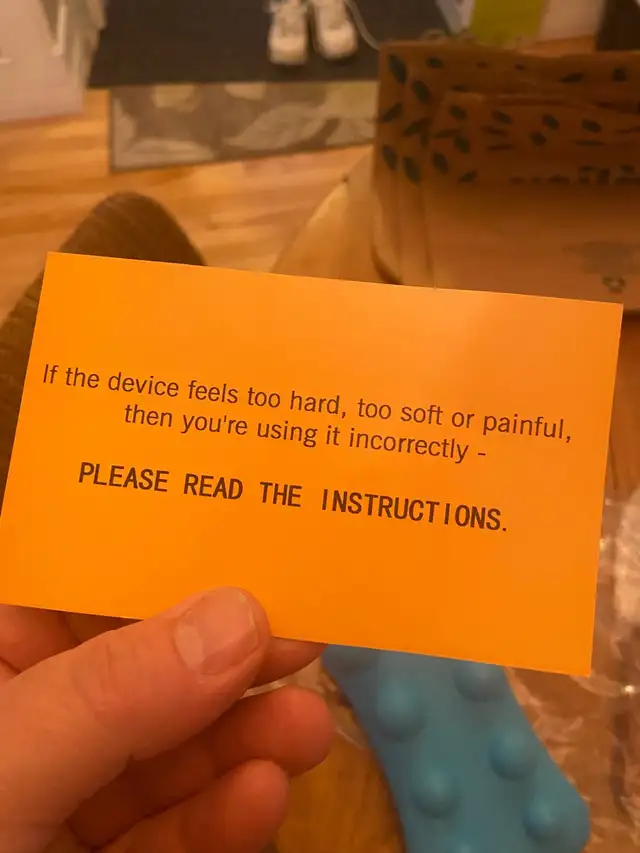 If the device feels too hard, too soft or painful,
then you're using it incorrectly -
PLEASE READ THE INSTRUCTIONS.